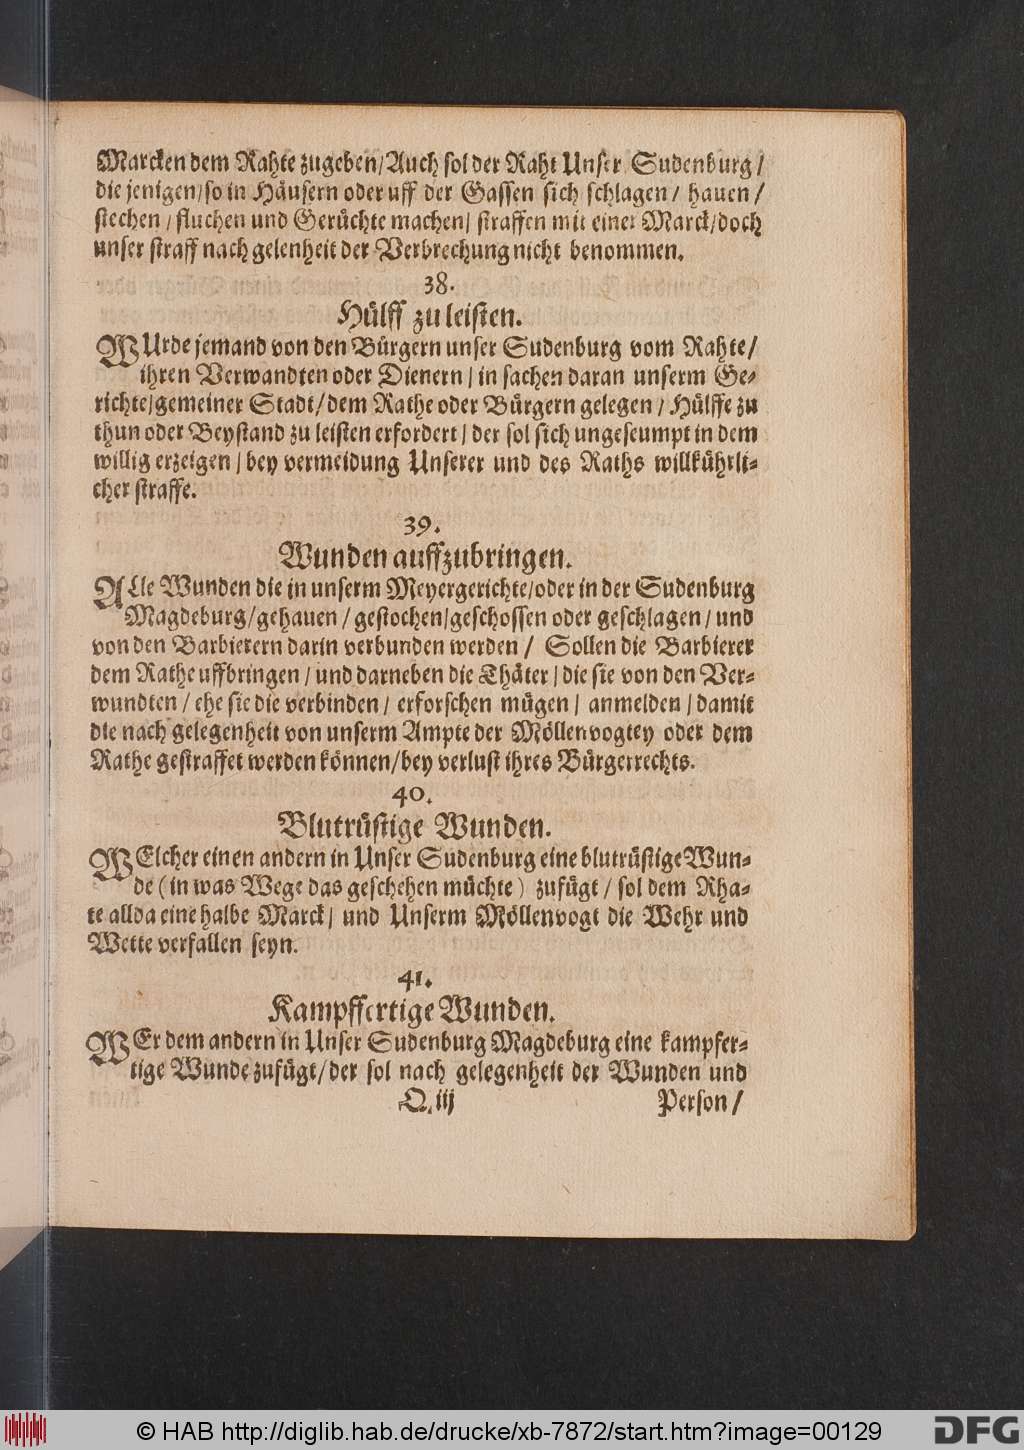 Marcken dem Rahte zugeben/Auch sol der Raht Unser Sudenburg/
die jenigen/so in Häusern oder uff der Gassen sich schlagen/ hauen/
stechen/ fluchen und Gerüchte machen/ straffen mit einer Marck/doch
unser straff nach gelenheit der Verbrechung nicht benommen.
38.
Hülff zu leisten.
WUrde jemand von den Bürgern unser Sudenburg vom Rahte/
ihren Verwandten oder Dienern/ in sachen daran unserm Ge-
richte/gemeiner Stadt/dem Rathe oder Bürgern gelegen/ Hülffe zu
thun oder Beystand zu leisten erfordert/ der sol sich ungeseumpt in dem
willig erzeigen/ bey vermeidung Unserer und des Raths willkührli-
cher straffe.
39.
Wunden auffzubringen.
ALle Wunden die in unserm Meyergerichte/oder in der Sudenburg
Magdeburg/gehauen/ gestochen/geschossen oder geschlagen/ und
von den Barbierern darin verbunden werden/ Sollen die Barbierer
dem Rathe uffbringen/ und darneben die Thäter/ die sie von den Ver-
wundten/ ehe sie die verbinden/ erforschen mügen/ anmelden/ damit
die nach gelegenheit von unserm Ampte der Möllenvogtey oder dem
Rathe gestraffet werden können/bey verlust ihres Bürgerrechts.
40.
Blutrüstige Wunden.
WElcher einen andern in Unser Sudenburg eine blutrüstige Wun-
de (in was Wege das geschehen müchte) zufügt/ sol dem Rha-
te allda eine halbe Marck/ und Unserm Möllenvogt die Wehr und
Wette verfallen seyn.
41.
Kampffertige Wunden.
WEr dem andern in Unser Sudenburg Magdeburg eine kampfer-
tige Wunde zufügt/der sol nach gelegenheit der Wunden und
Q iij Person/
© HAB http://diglib.hab.de/drucke/xb-7872/start.htm?image=00129 DFG